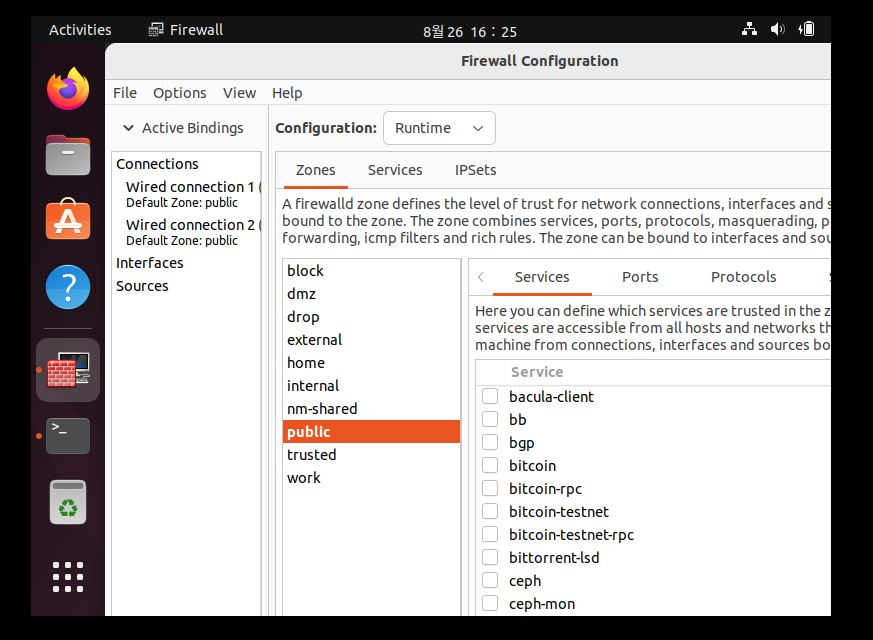 Activities
Firewall
8월 26 16 : 25
Firewall Configuration
File Options View Help
Active Bindings
Configuration: Runtime
Connections
Wired connection 1 (
Default Zone: public
Wired connection 2 (
Default Zone: public
Interfaces
Sources
Zones Services IPSets
A firewalld zone defines the level of trust for network connections, interfaces and s
bound to the zone. The zone combines services, ports, protocols, masquerading, p
forwarding, icmp filters and rich rules. The zone can be bound to interfaces and sou
block
dmz
drop
external
home
internal
nm-shared
public
trusted
work
Services Ports Protocols
Here you can define which services are trusted in the z
services are accessible from all hosts and networks th
machine from connections, interfaces and sources bo
Service
bacula-client
bb
bgp
bitcoin
bitcoin-rpc
bitcoin-testnet
bitcoin-testnet-rpc
bittorrent-lsd
ceph
ceph-mon